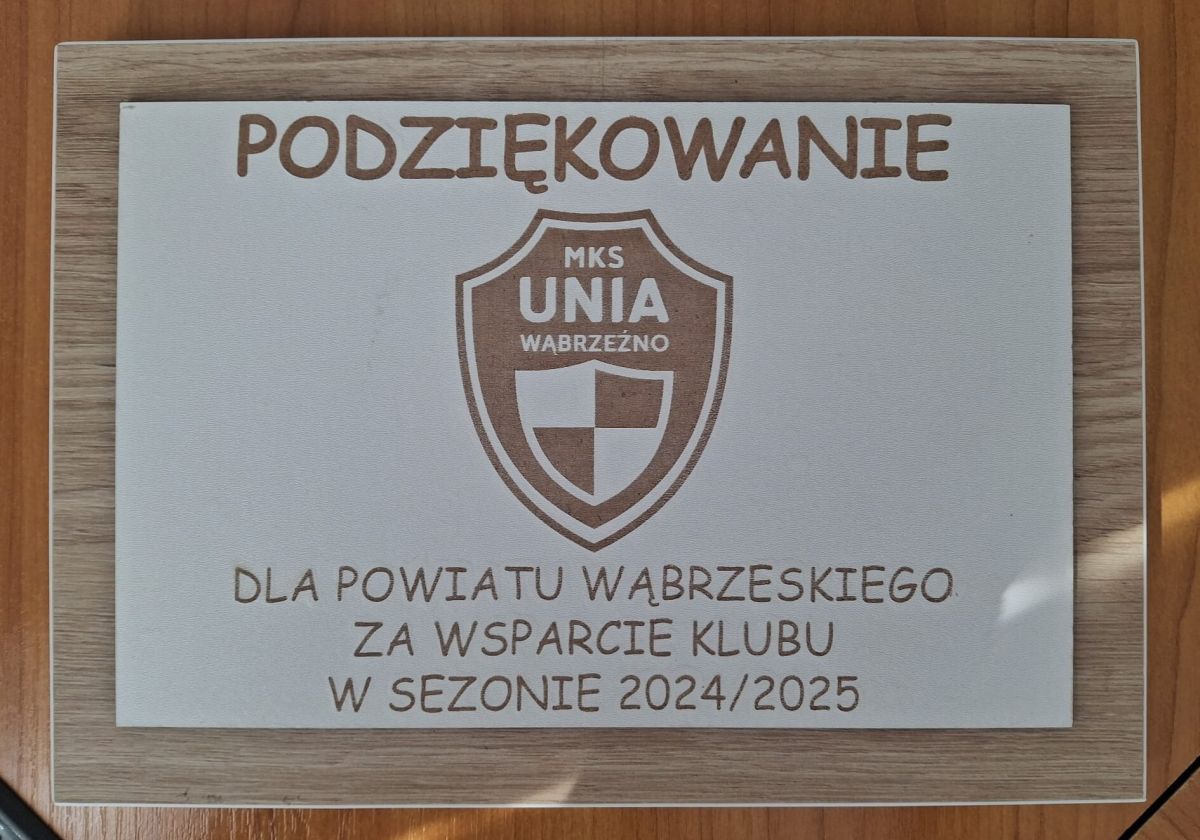 PODZIĘKOWANIE
MKS
UNIA
WĄBRZEŹNO
DLA POWIATU WĄBRZESKIEGO
ZA WSPARCIE KLUBU
W SEZONIE 2024/2025